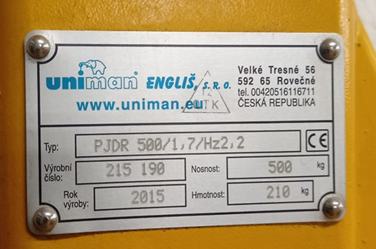 uniman ENGLIŠ, s.r.o.
www.uniman.eu
TK
Velké Tresné 56
592 65 Rovečné
tel. 00420516116711
ČESKÁ REPUBLIKA
Typ: PJDR 500/1,7/Hz2,2 CE
Výrobní číslo: 215 190 Nosnost: 500 kg
Rok výroby: 2015 Hmotnost: 210 kg